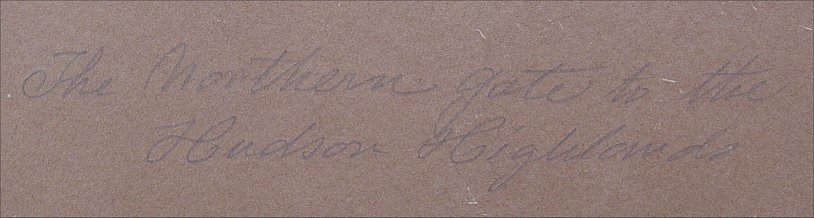 The Northern gate to the
Hudson Highlands